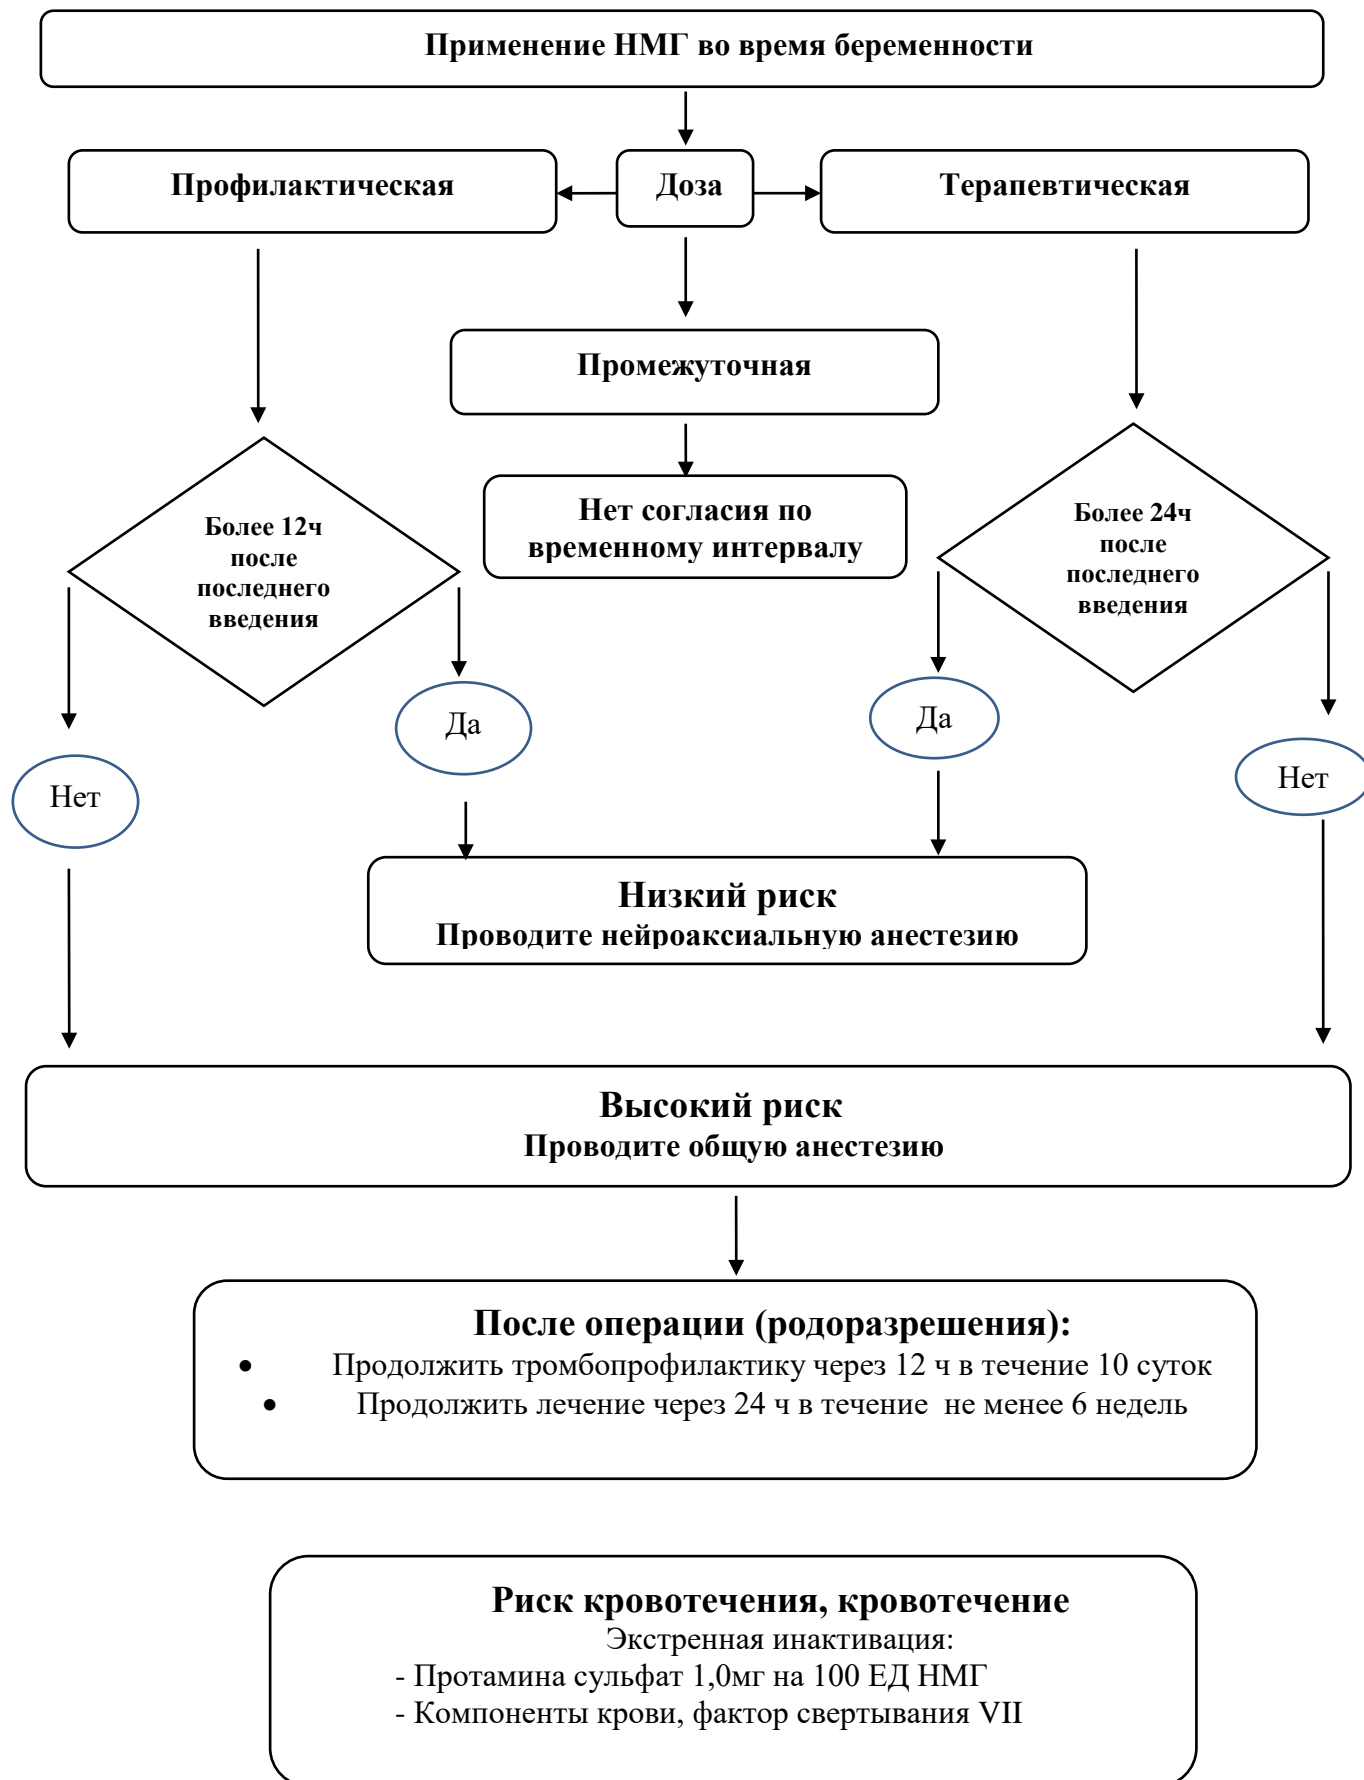 Применение НМГ во время беременности
Профилактическая
Доза
Терапевтическая
Промежуточная
Нет согласия по
временному интервалу
Более 12ч
после
последнего
введения
Более 24ч
после
последнего
введения
Да
Да
Нет
Нет
Низкий риск
Проводите нейроаксиальную анестезию
Высокий риск
Проводите общую анестезию
После операции (родоразрешения):
• Продолжить тромбопрофилактику через 12 ч в течение 10 суток
• Продолжить лечение через 24 ч в течение не менее 6 недель
Риск кровотечения, кровотечение
Экстренная инактивация:
- Протамина сульфат 1,0мг на 100 ЕД НМГ
- Компоненты крови, фактор свертывания VII